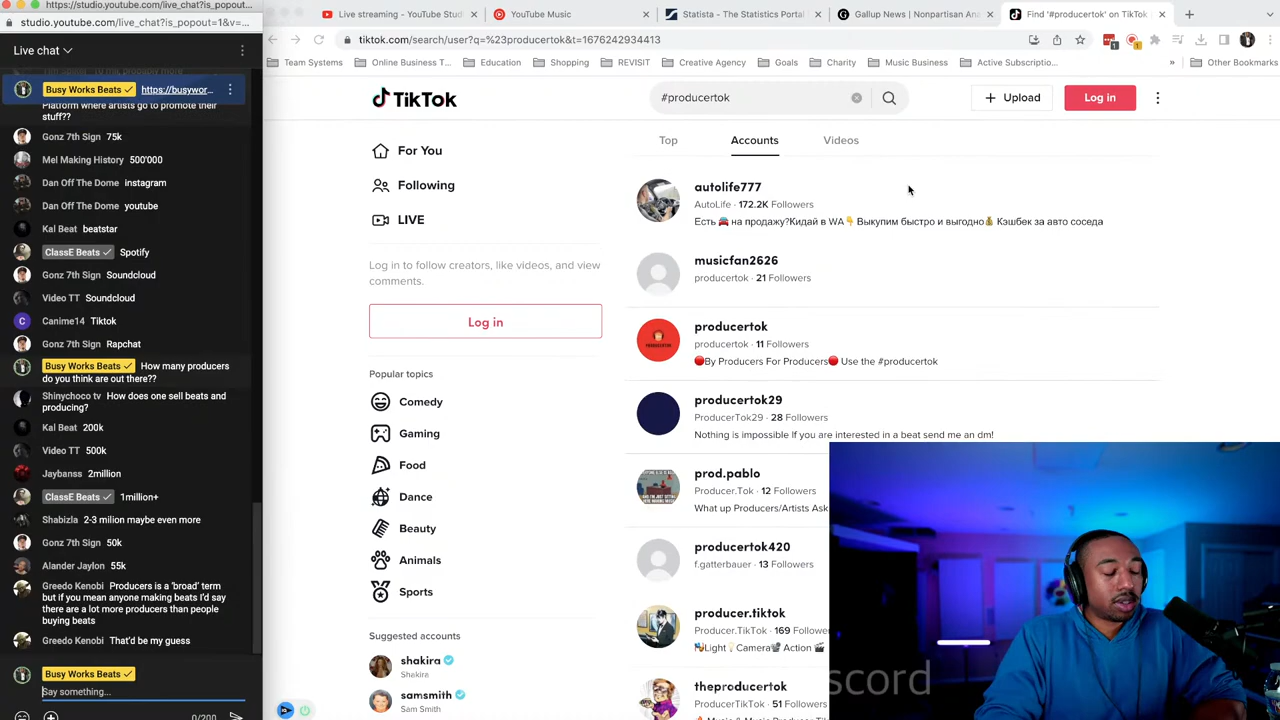 studio.youtube.com/live_chat?is_popout=1&v=...
Live chat
Busy Works Beats https://busywor...
Platform where artists go to promote their
stuff??
Gonz 7th Sign 75k
Mel Making History 500'000
Dan Off The Dome instagram
Dan Off The Dome youtube
Kal Beat beatstar
ClassE Beats Spotify
Gonz 7th Sign Soundcloud
Video TT Soundcloud
C Canime14 Tiktok
Gonz 7th Sign Rapchat
Busy Works Beats How many producers
do you think are out there??
Shinychoco tv How does one sell beats and
producing?
Kal Beat 200k
Video TT 500k
Jaybanss 2million
ClassE Beats 1million+
Shabizla 2-3 milion maybe even more
Gonz 7th Sign 50k
Alander Jaylon 55k
Greedo Kenobi Producers is a 'broad' term
but if you mean anyone making beats I'd say
there are a lot more producers than people
buying beats
Greedo Kenobi That'd be my guess
Busy Works Beats
Say something...
0/200
Live streaming - YouTube Studio
YouTube Music
Statista - The Statistics Portal
Gallup News | Nonpartisan Ana
Find '#producertok' on TikTok
tiktok.com/search/user?q=%23producertok&t=1676242934413
Team Systems
Online Business T...
Education
Shopping
REVISIT
Creative Agency
Goals
Charity
Music Business
Active Subscriptio...
Other Bookmarks
TikTok
#producertok
Upload
Log in
Top
Accounts
Videos
For You
Following
LIVE
Log in to follow creators, like videos, and view
comments.
Log in
Popular topics
Comedy
Gaming
Food
Dance
Beauty
Animals
Sports
Suggested accounts
shakira
Shakira
samsmith
Sam Smith
autolife777
AutoLife · 172.2K Followers
Есть 🚘 на продажу?Кидай в WA👇 Выкупим быстро и выгодно💰 Кэшбек за авто соседа
musicfan2626
producertok · 21 Followers
producertok
producertok · 11 Followers
🔴By Producers For Producers🔴 Use the #producertok
producertok29
ProducerTok29 · 28 Followers
Nothing is impossible If you are interested in a beat send me an dm!
prod.pablo
Producer.Tok · 12 Followers
What up Producers/Artists Ask
producertok420
f.gatterbauer · 13 Followers
producer.tiktok
Producer.TikTok · 169 Follow
Light💡Camera🎥 Action 🎬
theproducertok
ProducerTikTok · 51 Follower
scord